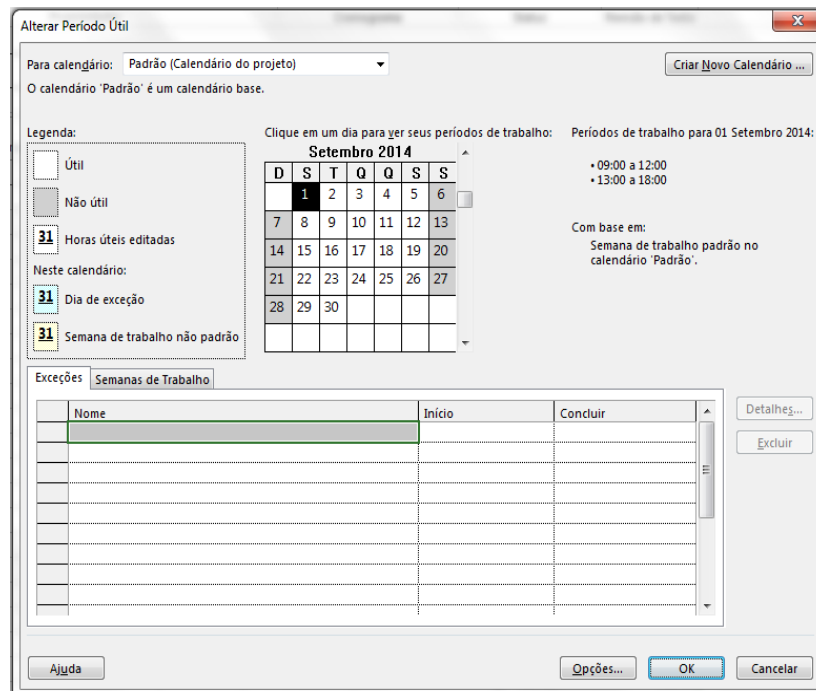 Alterar Período Útil
Para calendário: Padrão (Calendário do projeto)
Criar Novo Calendário ...
O calendário 'Padrão' é um calendário base.
Legenda:
Útil
Não útil
31 Horas úteis editadas
Neste calendário:
31 Dia de exceção
31 Semana de trabalho não padrão
Clique em um dia para ver seus períodos de trabalho:
Setembro 2014
D S T Q Q S S
1 2 3 4 5 6
7 8 9 10 11 12 13
14 15 16 17 18 19 20
21 22 23 24 25 26 27
28 29 30
Períodos de trabalho para 01 Setembro 2014:
• 09:00 a 12:00
• 13:00 a 18:00
Com base em:
Semana de trabalho padrão no
calendário 'Padrão'.
Exceções Semanas de Trabalho
Nome Início Concluir
Detalhes...
Excluir
Ajuda Opções... OK Cancelar